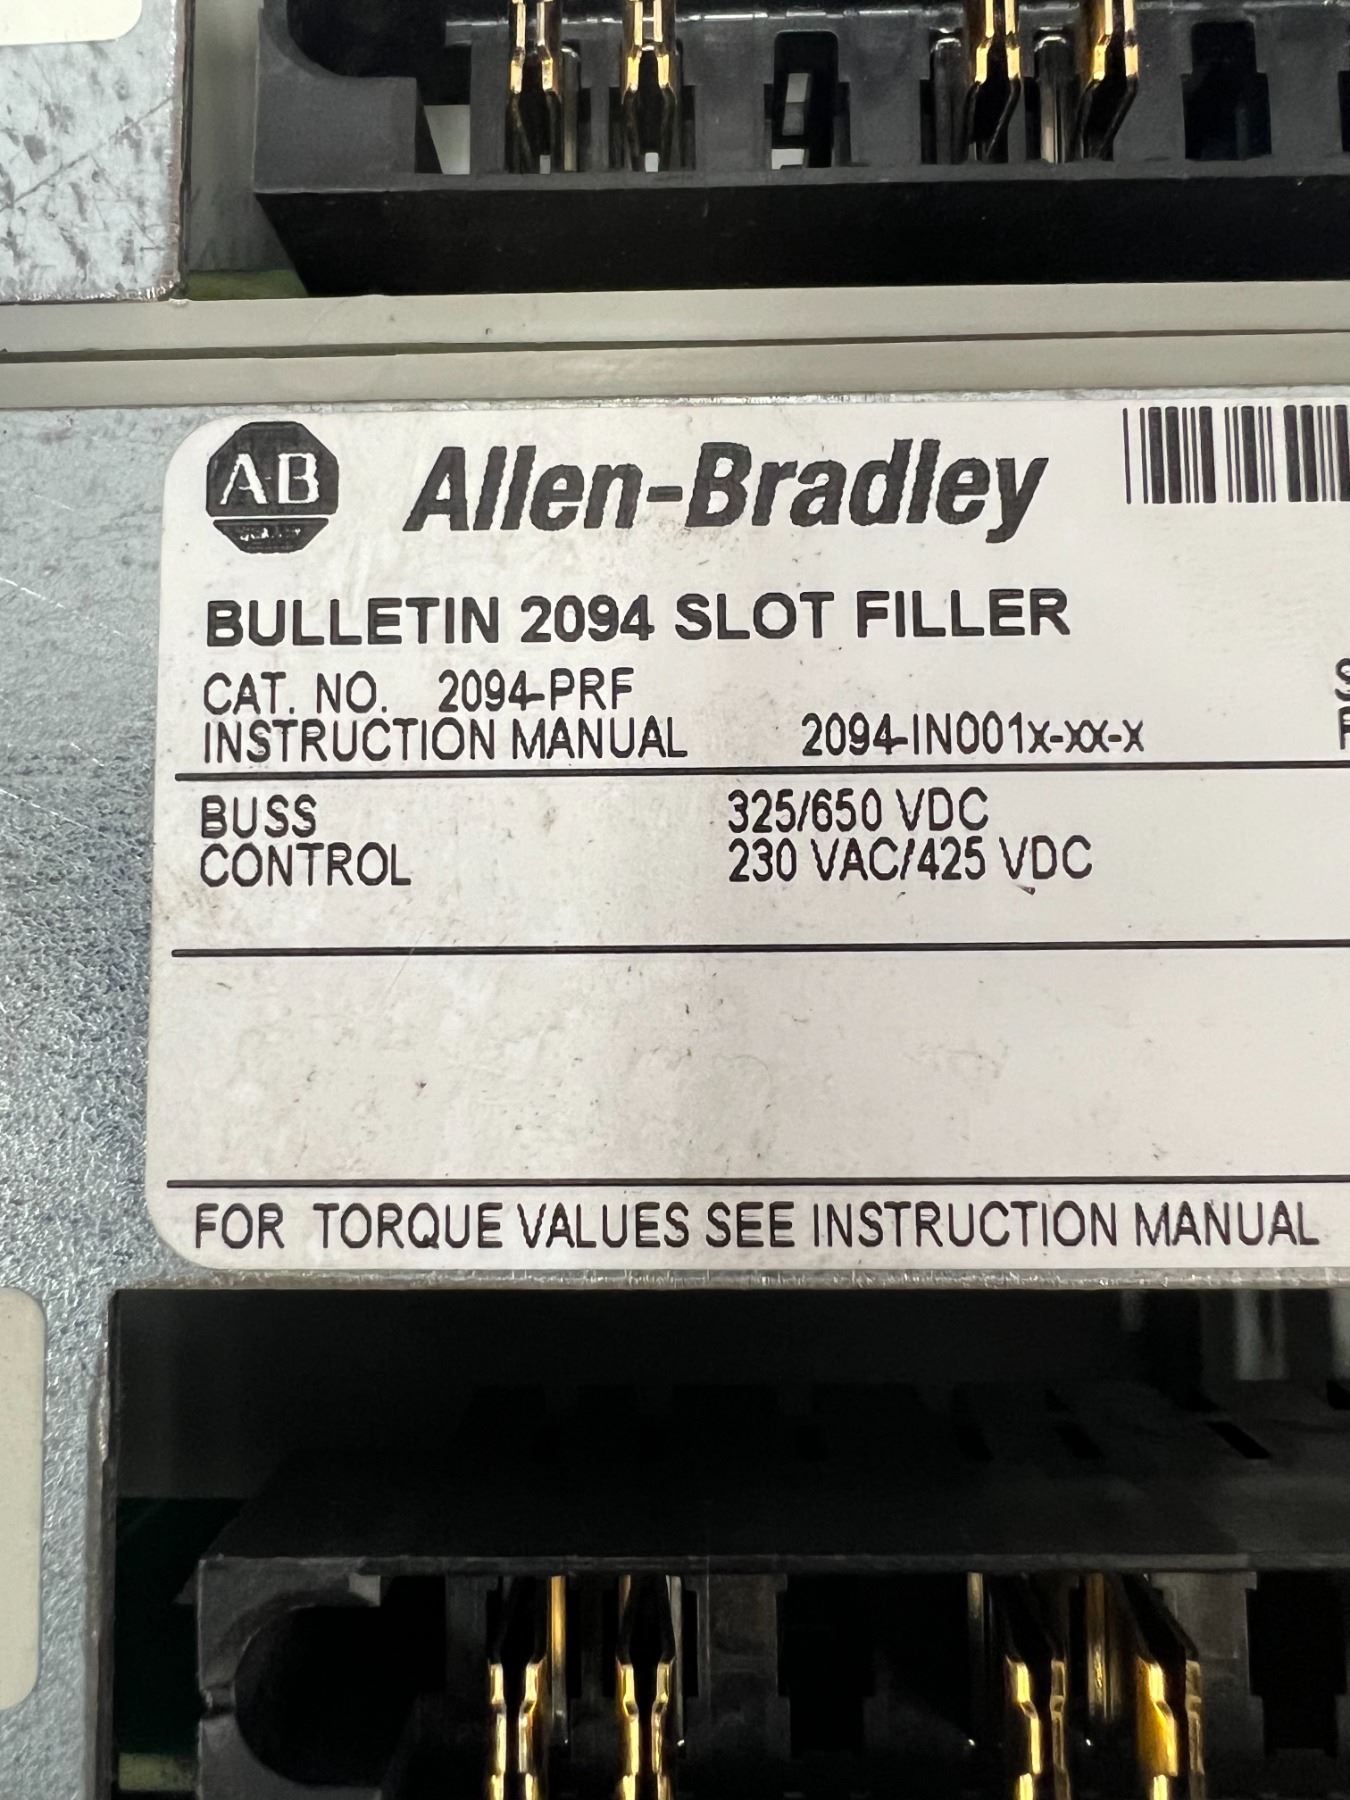 AB
QUALITY
Allen-Bradley
BULLETIN 2094 SLOT FILLER
CAT. NO. 2094-PRF
INSTRUCTION MANUAL 2094-IN001x-xx-x
BUSS 325/650 VDC
CONTROL 230 VAC/425 VDC
FOR TORQUE VALUES SEE INSTRUCTION MANUAL